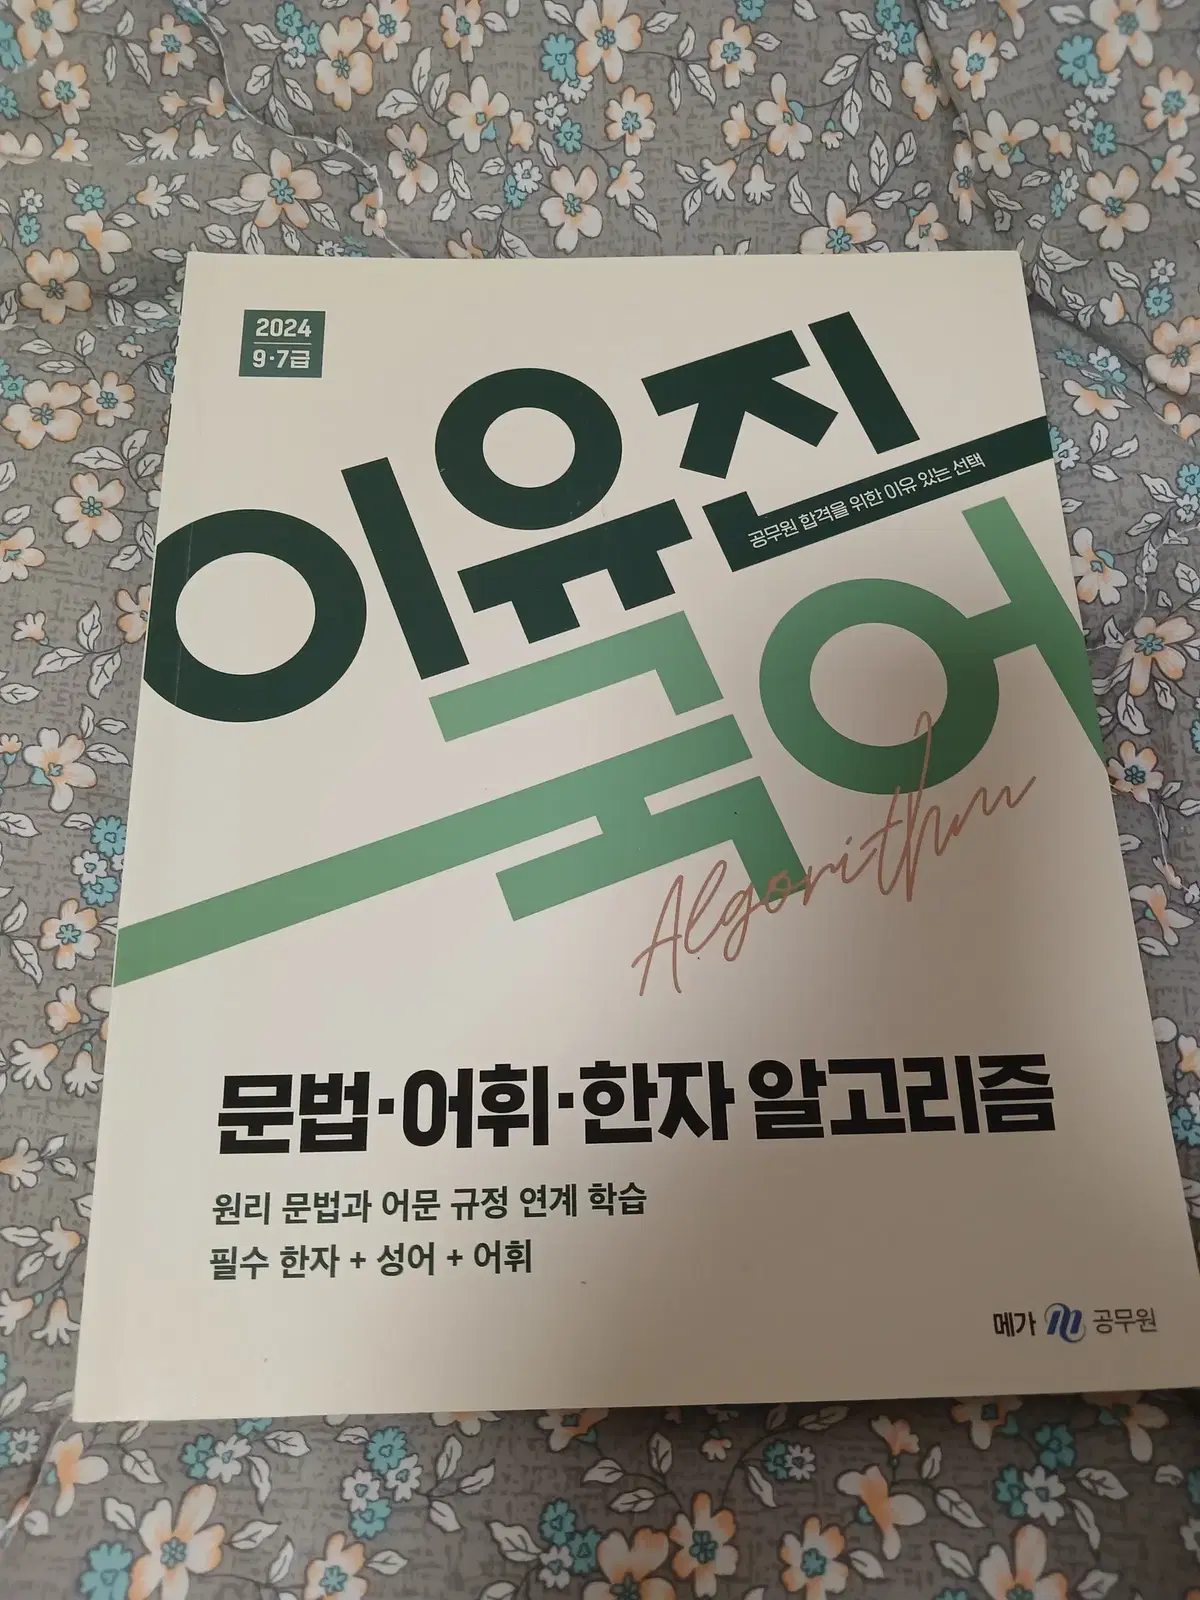 2024
9·7급
이유진
공무원 합격을 위한 이유 있는 선택
국어
Algorithm
문법·어휘·한자 알고리즘
원리 문법과 어문 규정 연계 학습
필수 한자 + 성어 + 어휘
메가 공무원